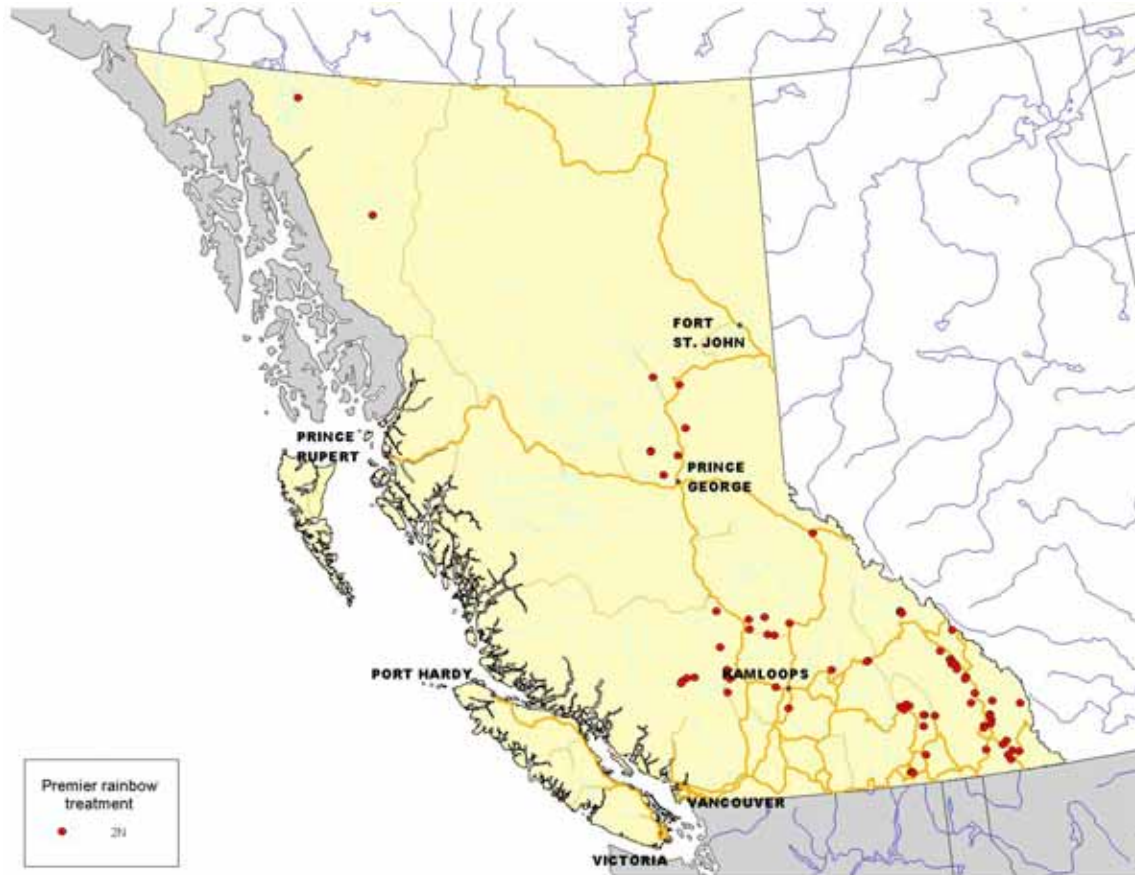 FORT
ST. JOHN
PRINCE
RUPERT
PRINCE
GEORGE
PORT HARDY
KAMLOOPS
VANCOUVER
VICTORIA
Premier rainbow
treatment
2N